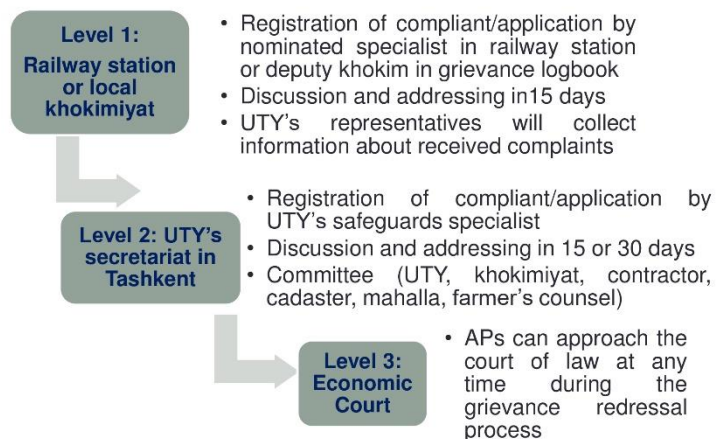 Level 1:
Railway station
or local
khokimiyat
• Registration of compliant/application by
nominated specialist in railway station
or deputy khokim in grievance logbook
• Discussion and addressing in15 days
• UTY's representatives will collect
information about received complaints
Level 2: UTY's
secretariat in
Tashkent
• Registration of compliant/application by
UTY's safeguards specialist
• Discussion and addressing in 15 or 30 days
• Committee (UTY, khokimiyat, contractor,
cadaster, mahalla, farmer's counsel)
Level 3:
Economic
Court
• APs can approach the
court of law at any
time during the
grievance redressal
process